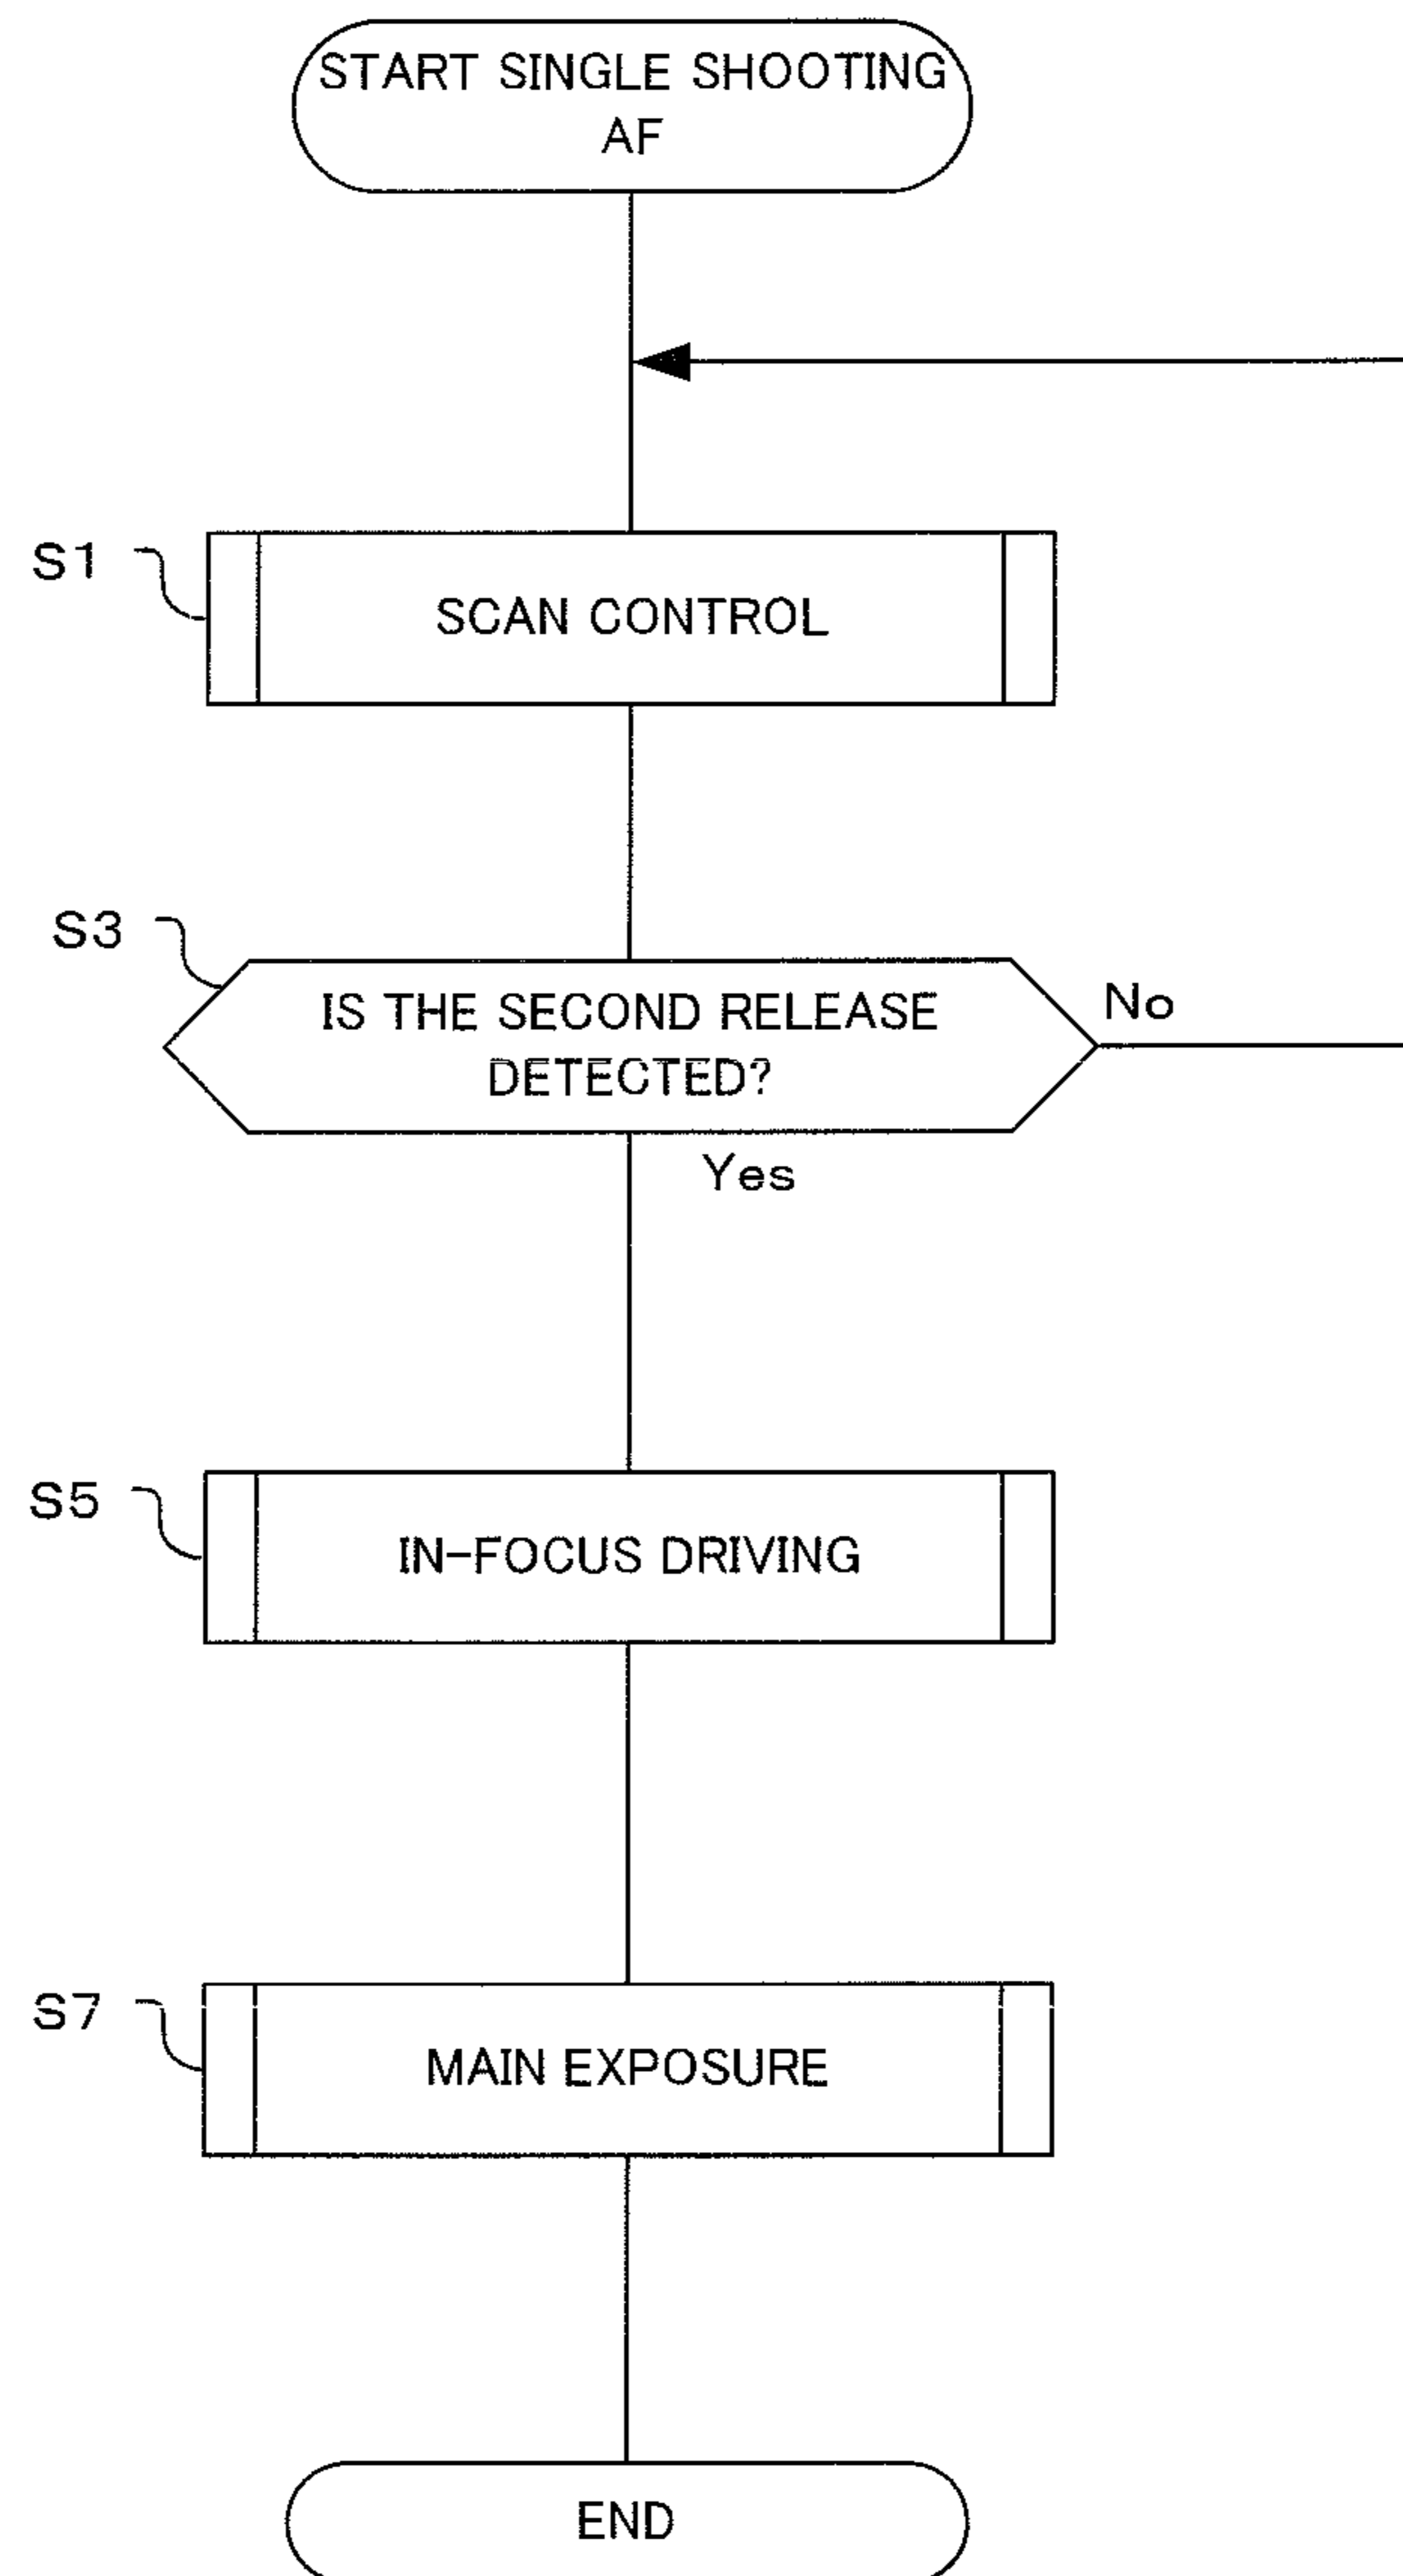 START SINGLE SHOOTING
AF
S1
SCAN CONTROL
S3
IS THE SECOND RELEASE
DETECTED?
No
Yes
S5
IN-FOCUS DRIVING
S7
MAIN EXPOSURE
END